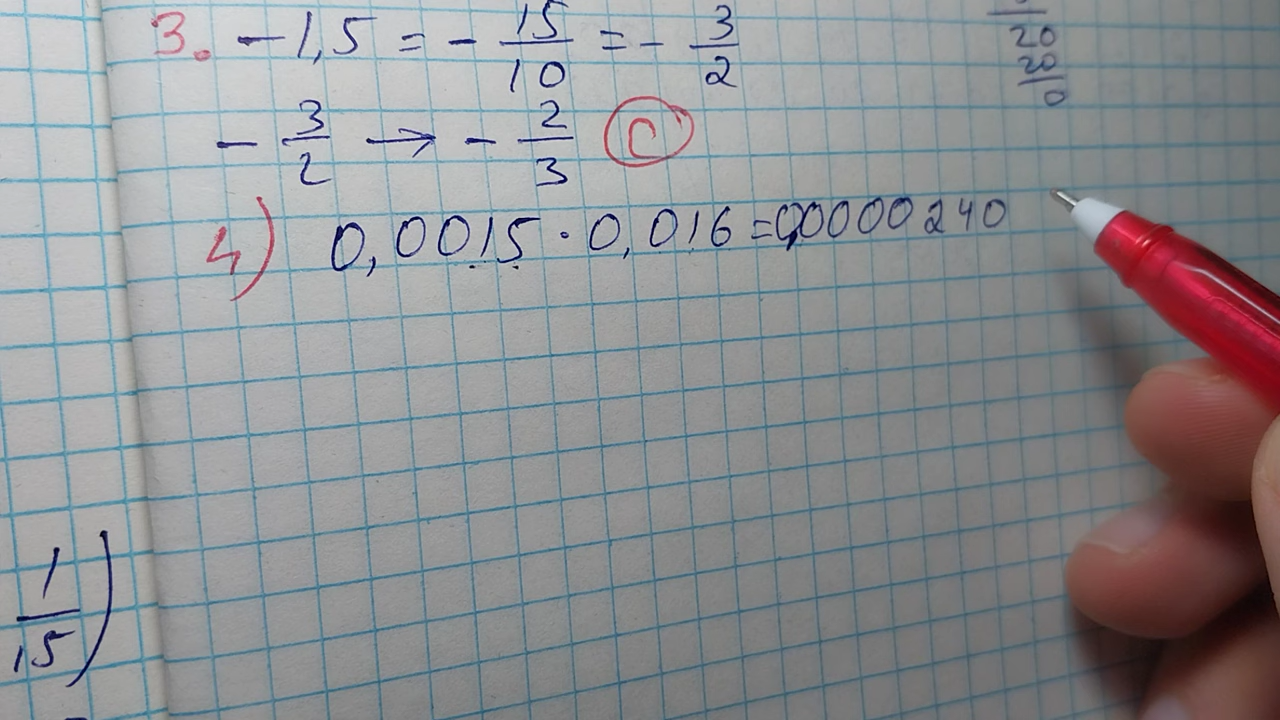 3. - 1,5 = - 15/10 = - 3/2
- 3/2 → - 2/3 C
4) 0,0015 · 0,016 = 0,0000240
20
20
0
1/15)